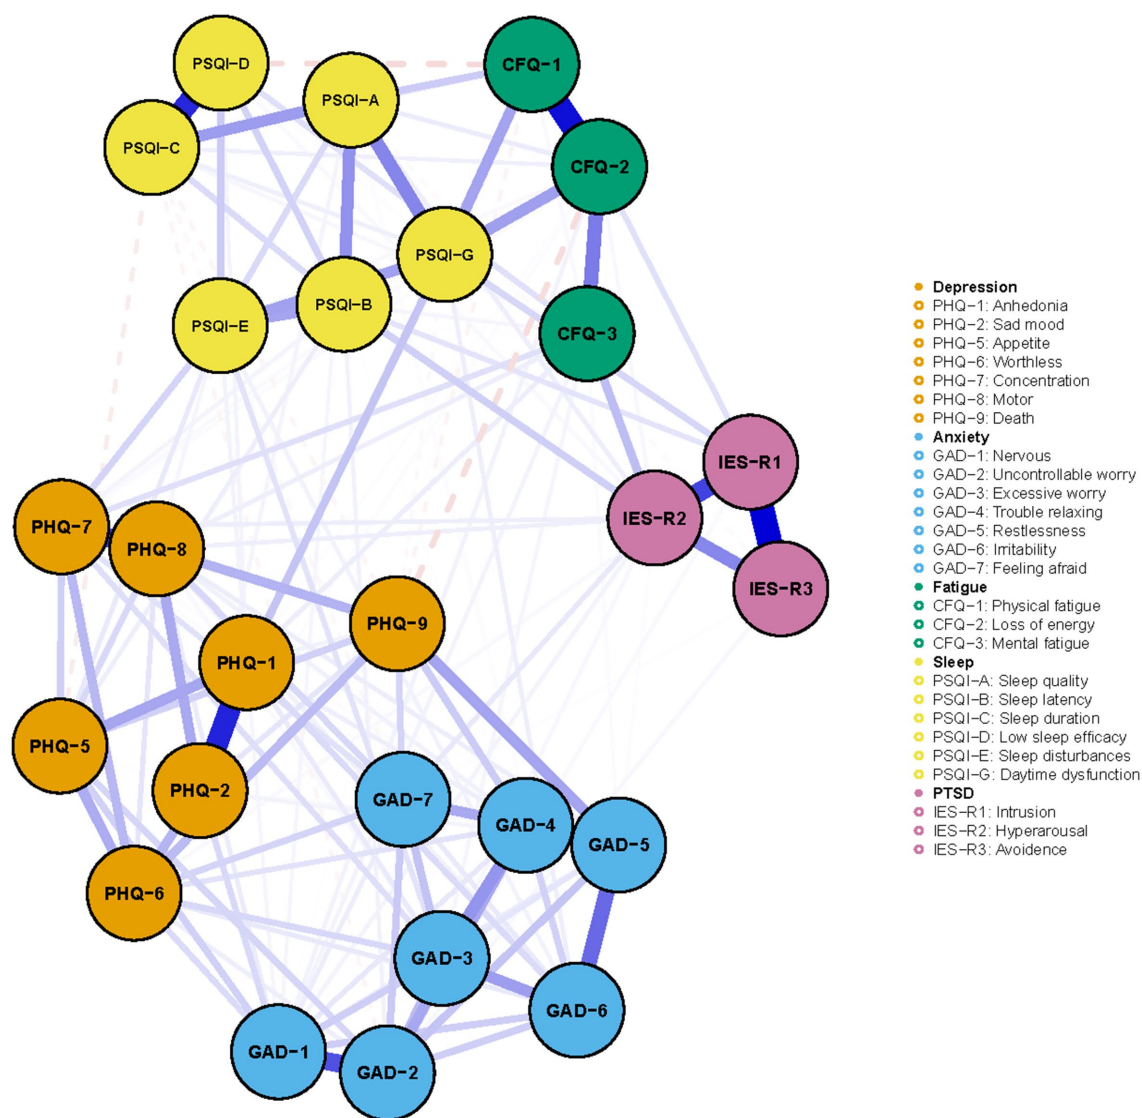 PSQI-D
CFQ-1
PSQI-A
PSQI-C
CFQ-2
PSQI-G
PSQI-B
PSQI-E
CFQ-3
IES-R1
IES-R2
IES-R3
PHQ-7
PHQ-8
PHQ-9
PHQ-1
PHQ-5
PHQ-2
PHQ-6
GAD-7
GAD-4
GAD-5
GAD-3
GAD-6
GAD-1
GAD-2
Depression
PHQ-1: Anhedonia
PHQ-2: Sad mood
PHQ-5: Appetite
PHQ-6: Worthless
PHQ-7: Concentration
PHQ-8: Motor
PHQ-9: Death
Anxiety
GAD-1: Nervous
GAD-2: Uncontrollable worry
GAD-3: Excessive worry
GAD-4: Trouble relaxing
GAD-5: Restlessness
GAD-6: Irritability
GAD-7: Feeling afraid
Fatigue
CFQ-1: Physical fatigue
CFQ-2: Loss of energy
CFQ-3: Mental fatigue
Sleep
PSQI-A: Sleep quality
PSQI-B: Sleep latency
PSQI-C: Sleep duration
PSQI-D: Low sleep efficacy
PSQI-E: Sleep disturbances
PSQI-G: Daytime dysfunction
PTSD
IES-R1: Intrusion
IES-R2: Hyperarousal
IES-R3: Avoidence